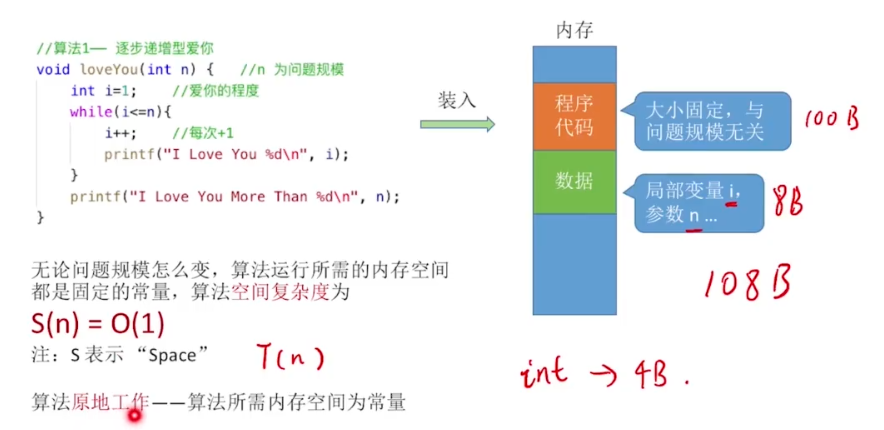 //算法1—— 逐步递增型爱你
void loveYou(int n) {   //n 为问题规模
    int i=1;    //爱你的程度
    while(i<=n){
        i++;    //每次+1
        printf("I Love You %d\n", i);
    }
    printf("I Love You More Than %d\n", n);
}
装入
内存
程序
代码
数据
大小固定，与
问题规模无关
100B
局部变量 i，
参数 n ...
8B
108B
无论问题规模怎么变，算法运行所需的内存空间
都是固定的常量，算法空间复杂度为
S(n) = O(1)
注：S 表示“Space”
T(n)
int → 4B .
算法原地工作——算法所需内存空间为常量